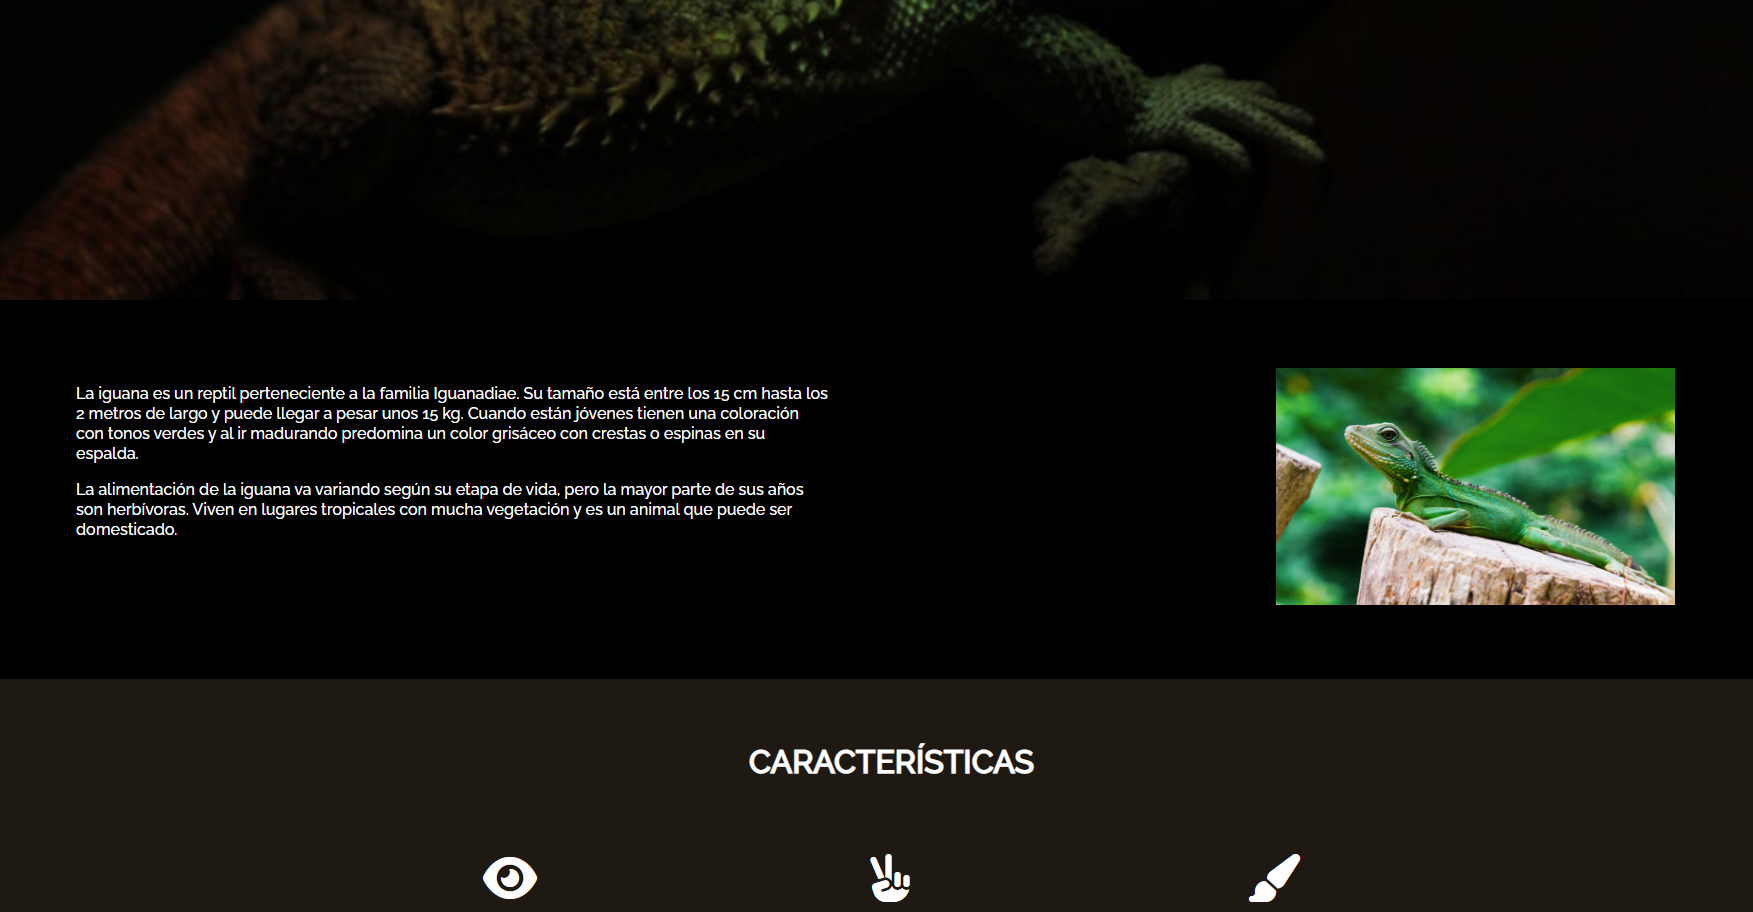 La iguana es un reptil perteneciente a la familia Iguanadiae. Su tamaño está entre los 15 cm hasta los
2 metros de largo y puede llegar a pesar unos 15 kg. Cuando están jóvenes tienen una coloración
con tonos verdes y al ir madurando predomina un color grisáceo con crestas o espinas en su
espalda.
La alimentación de la iguana va variando según su etapa de vida, pero la mayor parte de sus años
son herbívoras. Viven en lugares tropicales con mucha vegetación y es un animal que puede ser
domesticado.
CARACTERÍSTICAS